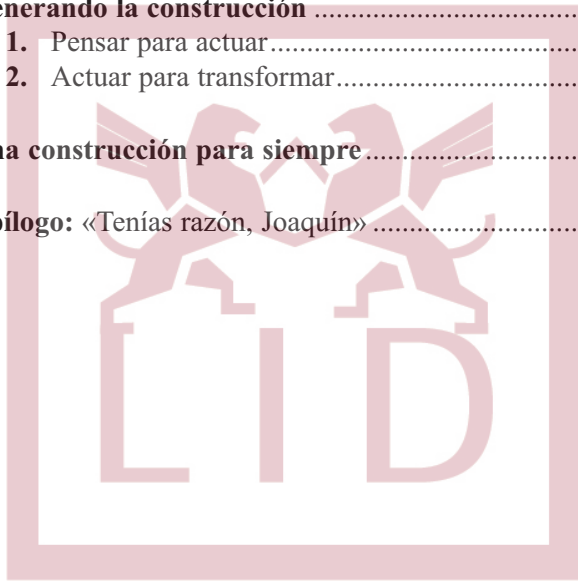 enerando la construcción ..................................
1. Pensar para actuar.......................................
2. Actuar para transformar...............................
na construcción para siempre ...........................
pílogo: «Tenías razón, Joaquín» ..........................
LID